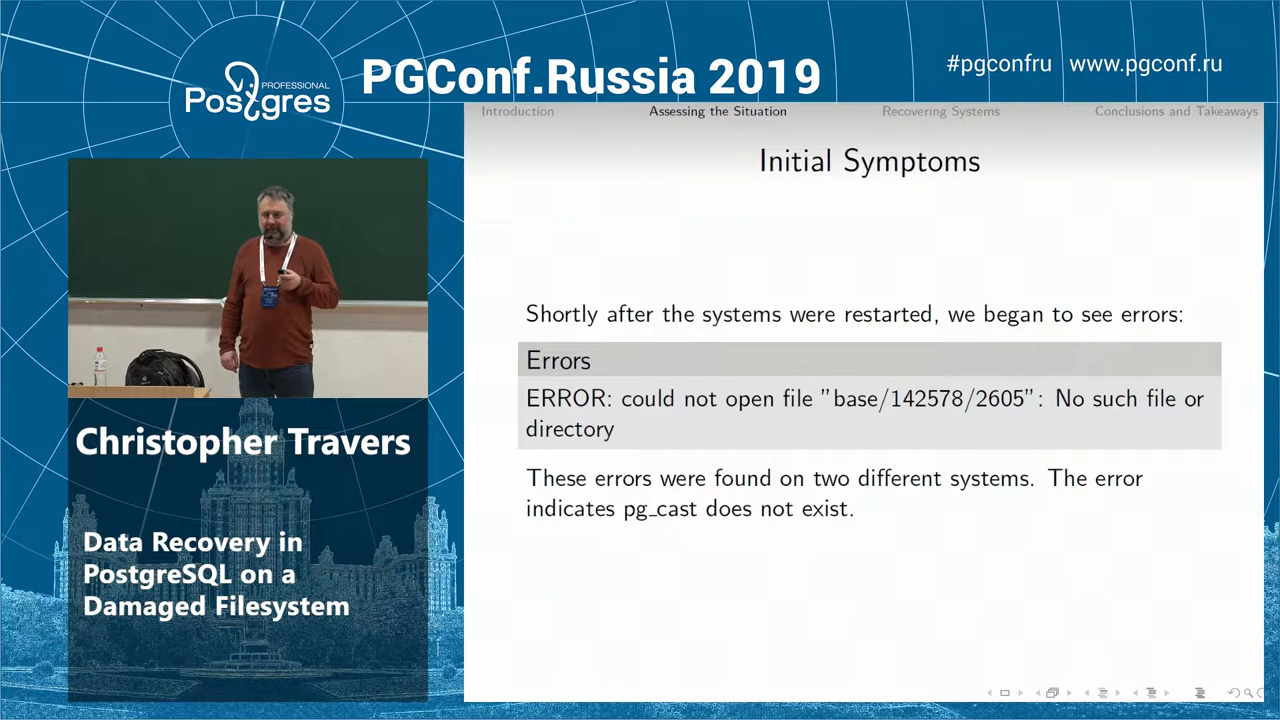 PROFESSIONAL
Postgres
PGConf.Russia 2019
#pgconfru www.pgconf.ru
Introduction Assessing the Situation Recovering Systems Conclusions and Takeaways
Initial Symptoms
Shortly after the systems were restarted, we began to see errors:
Errors
ERROR: could not open file "base/142578/2605": No such file or
directory
These errors were found on two different systems. The error
indicates pg_cast does not exist.
Christopher Travers
Data Recovery in
PostgreSQL on a
Damaged Filesystem